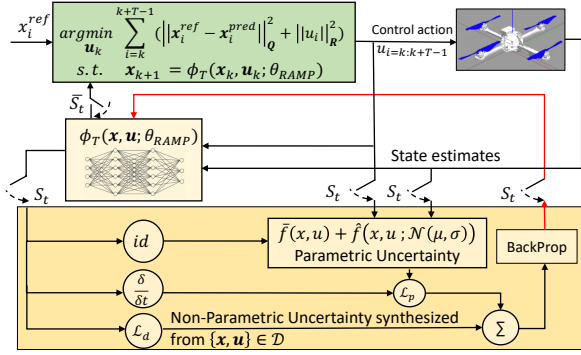 x_i^{ref}
argmin_{u_k} \sum_{i=k}^{k+T-1} (||x_i^{ref} - x_i^{pred}||_Q^2 + ||u_i||_R^2)
s.t. x_{k+1} = ϕ_T(x_k, u_k; θ_{RAMP})
Control action
u_{i=k:k+T-1}
S̅_t
ϕ_T(x, u; θ_{RAMP})
State estimates
S_t
S_t
S_t
S_t
id
f̄(x, u) + f̂(x, u ; 𝒩(μ, σ))
Parametric Uncertainty
BackProp
δ/δt
ℒ_p
ℒ_d
Non-Parametric Uncertainty synthesized
from {x, u} ∈ 𝒟
Σ